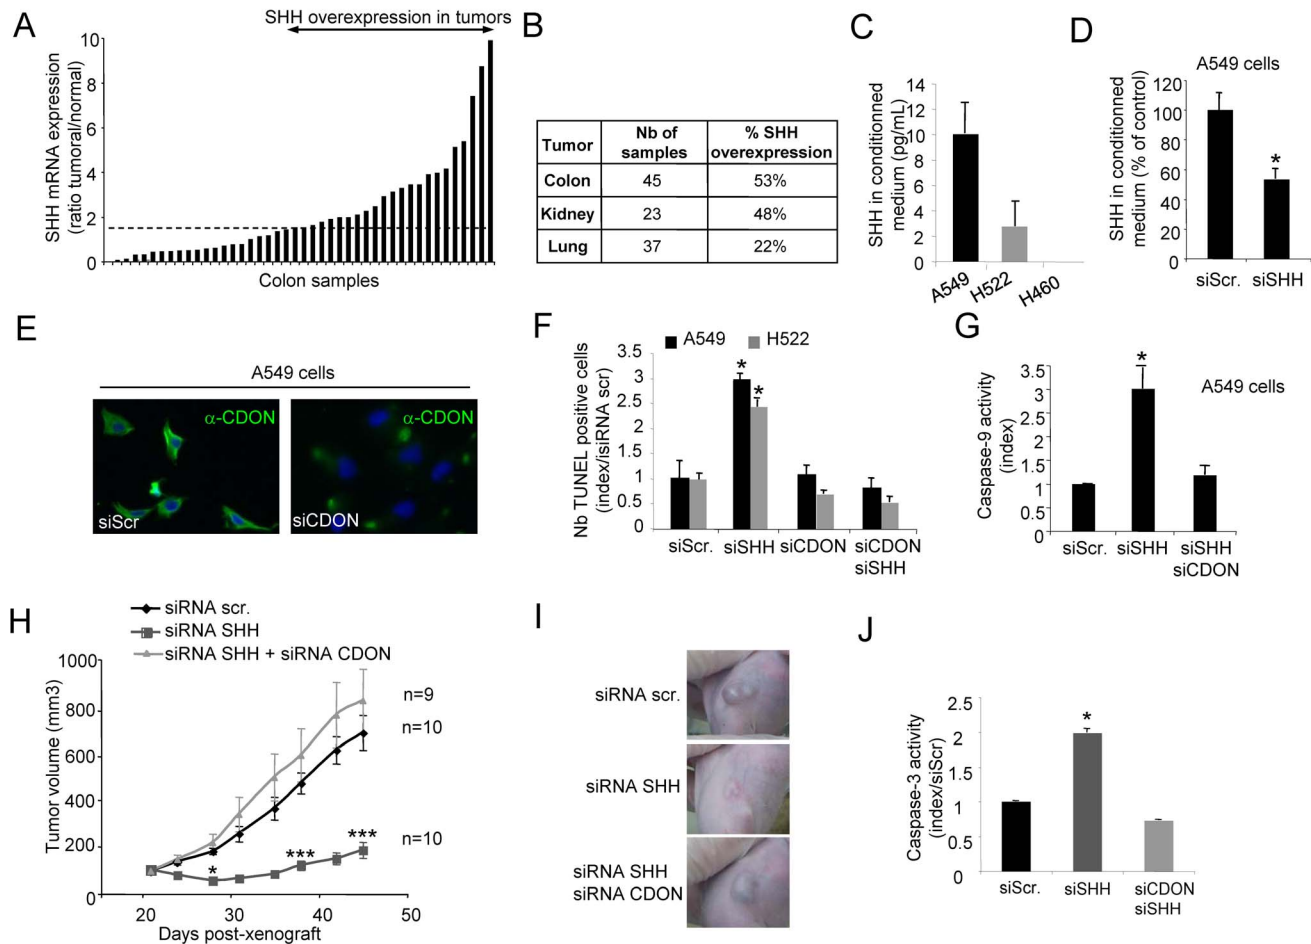 A
SHH overexpression in tumors
SHH mRNA expression
(ratio tumoral/normal)
10
8
6
4
2
0
Colon samples
B
Tumor
Nb of
samples
% SHH
overexpression
Colon 45 53%
Kidney 23 48%
Lung 37 22%
C
SHH in conditionned
medium (pg/mL)
14
12
10
8
6
4
2
0
A549
H522
H460
D
A549 cells
SHH in conditionned
medium (% of control)
120
100
80
60
40
20
0
*
siScr. siSHH
E
A549 cells
α-CDON
siScr
α-CDON
siCDON
F
A549 H522
Nb TUNEL positive cells
(index/isiRNA scr)
3.5
3
2.5
2
1.5
1
0.5
0
* *
siScr. siSHH siCDON siCDON
siSHH
G
A549 cells
Caspase-9 activity
(index)
3.5
3
2.5
2
1.5
1
0.5
0
*
siScr. siSHH siSHH
siCDON
H
siRNA scr.
siRNA SHH
siRNA SHH + siRNA CDON
Tumor volume (mm3)
1000
800
600
400
200
0
n=9
n=10
n=10
* *** ***
20 30 40 50
Days post-xenograft
I
siRNA scr.
siRNA SHH
siRNA SHH
siRNA CDON
J
Caspase-3 activity
(index/siScr)
2.5
2
1.5
1
0.5
0
*
siScr. siSHH siCDON
siSHH